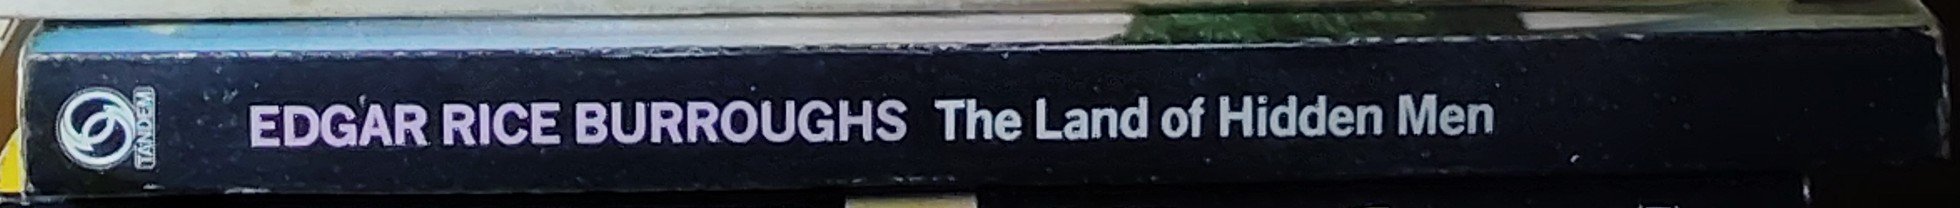 TANDEM
EDGAR RICE BURROUGHS The Land of Hidden Men